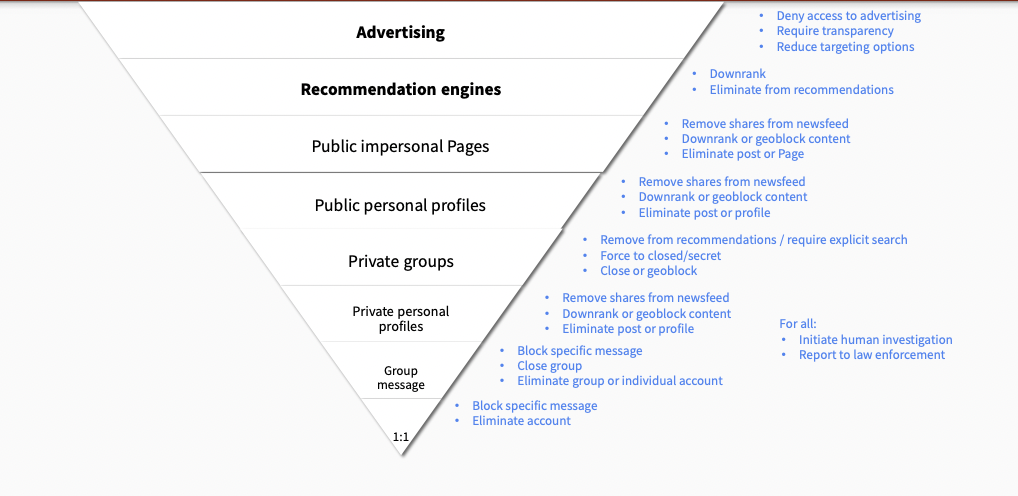 Advertising
• Deny access to advertising
• Require transparency
• Reduce targeting options
Recommendation engines
• Downrank
• Eliminate from recommendations
Public impersonal Pages
• Remove shares from newsfeed
• Downrank or geoblock content
• Eliminate post or Page
Public personal profiles
• Remove shares from newsfeed
• Downrank or geoblock content
• Eliminate post or profile
Private groups
• Remove from recommendations / require explicit search
• Force to closed/secret
• Close or geoblock
Private personal
profiles
• Remove shares from newsfeed
• Downrank or geoblock content
• Eliminate post or profile
Group
message
• Block specific message
• Close group
• Eliminate group or individual account
1:1
• Block specific message
• Eliminate account
For all:
• Initiate human investigation
• Report to law enforcement